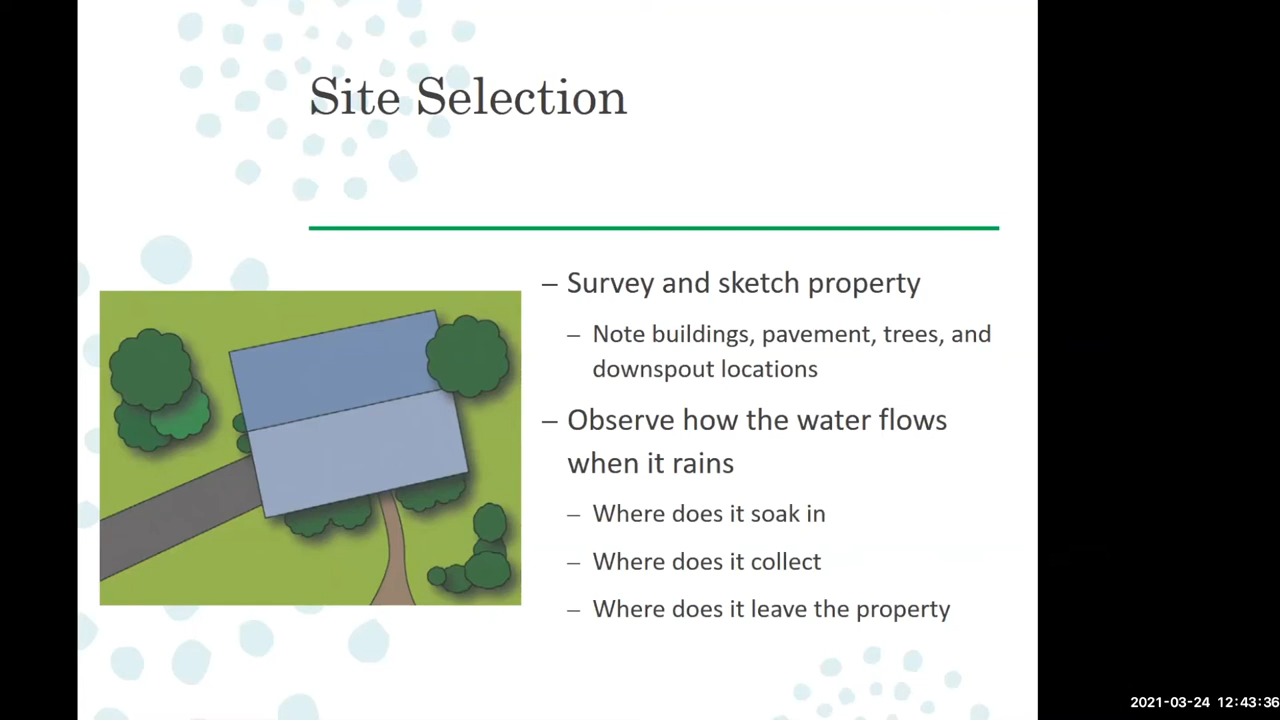 Site Selection
– Survey and sketch property
– Note buildings, pavement, trees, and
downspout locations
– Observe how the water flows
when it rains
– Where does it soak in
– Where does it collect
– Where does it leave the property
2021-03-24 12:43:36